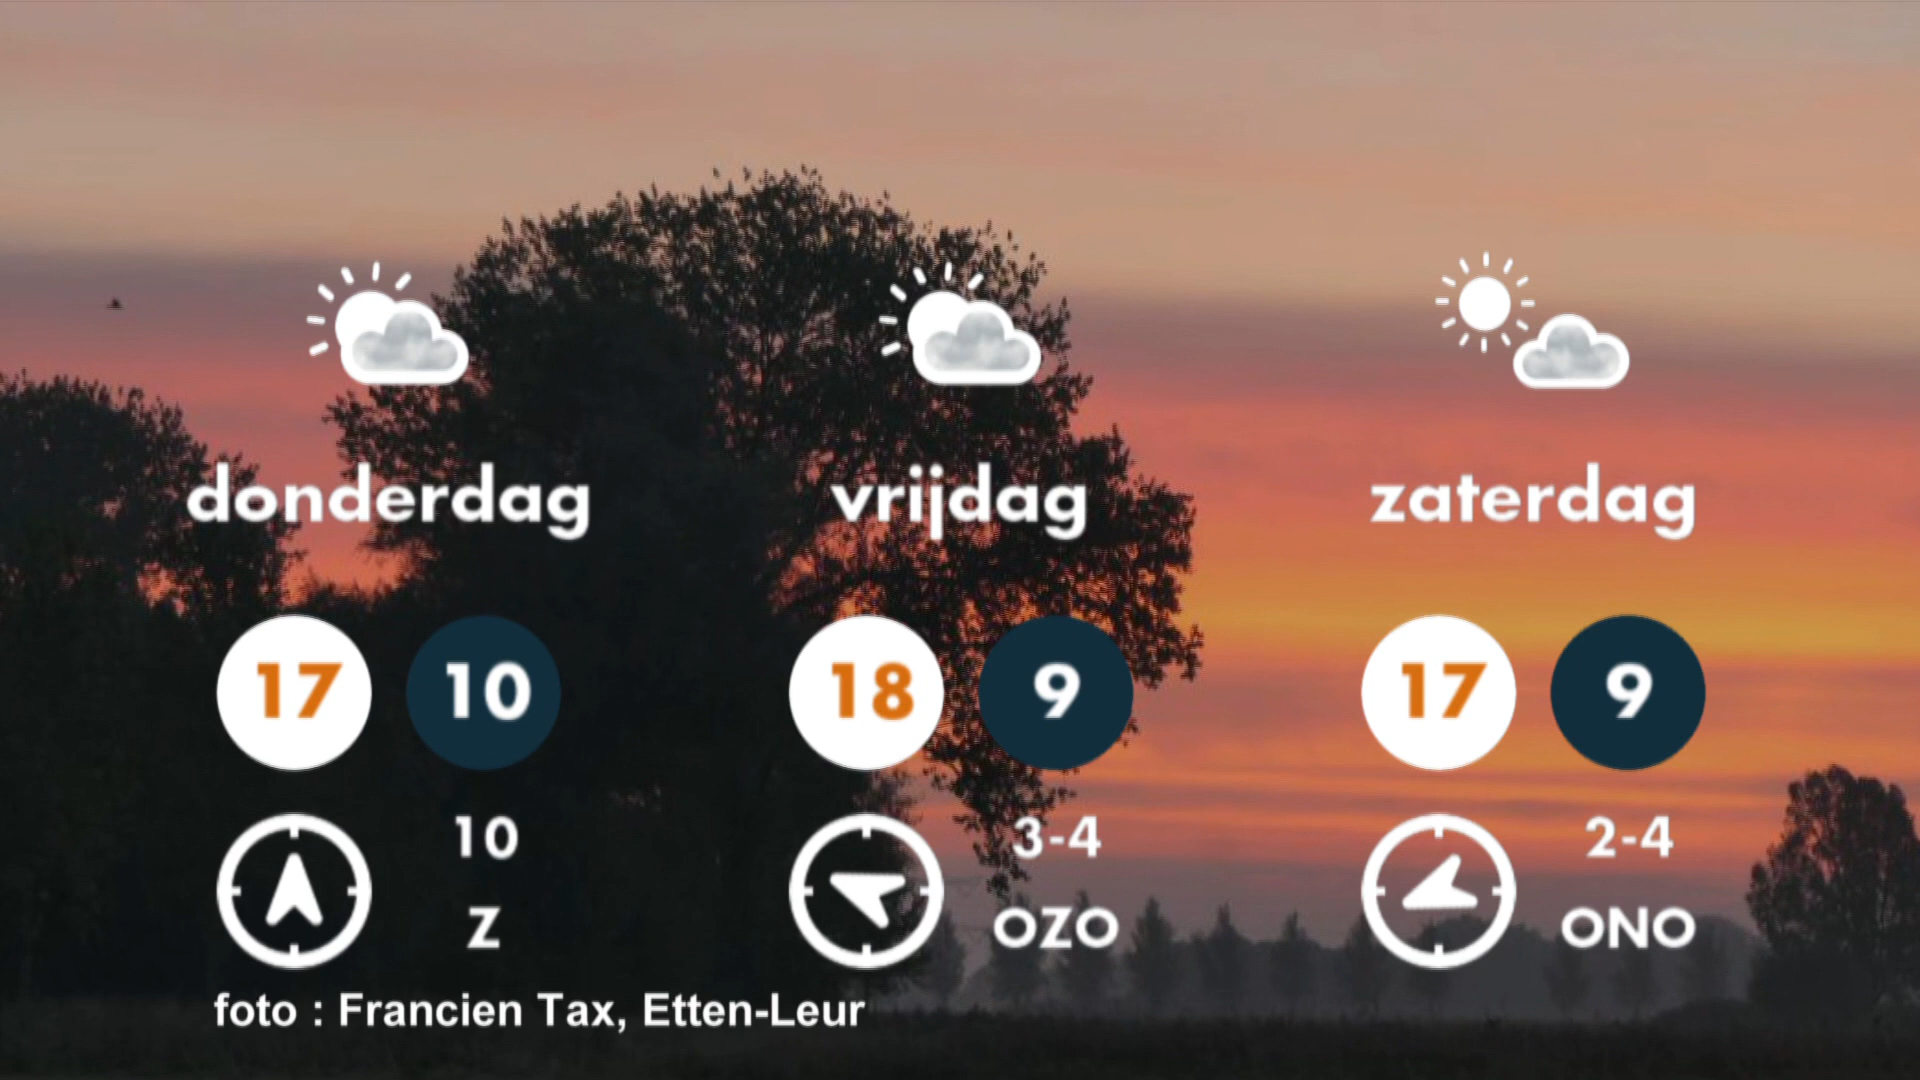 donderdag vrijdag zaterdag
17 10 18 9 17 9
10 3-4 2-4
Z OZO ONO
foto : Francien Tax, Etten-Leur